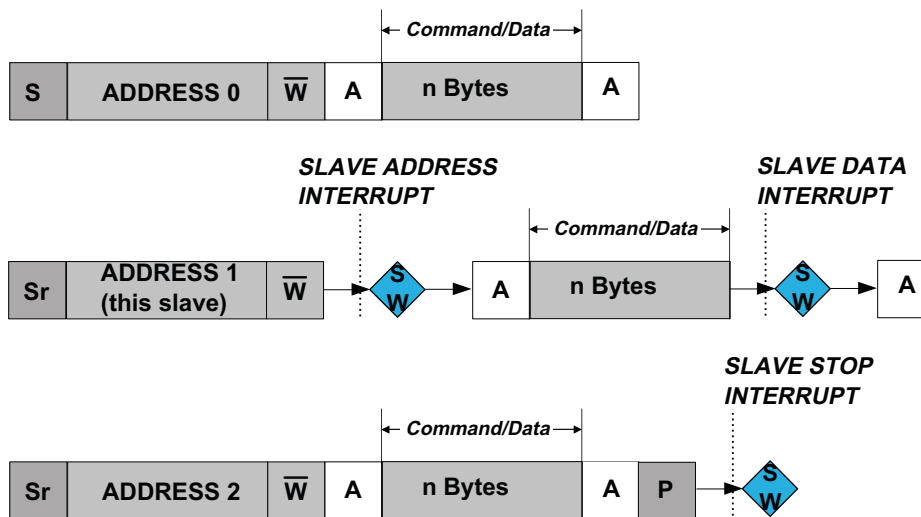 Command/Data
S ADDRESS 0 W̅ A n Bytes A
SLAVE ADDRESS
INTERRUPT
SLAVE DATA
INTERRUPT
Command/Data
Sr ADDRESS 1
(this slave) W̅ S
W A n Bytes S
W A
SLAVE STOP
INTERRUPT
Command/Data
Sr ADDRESS 2 W̅ A n Bytes A P S
W